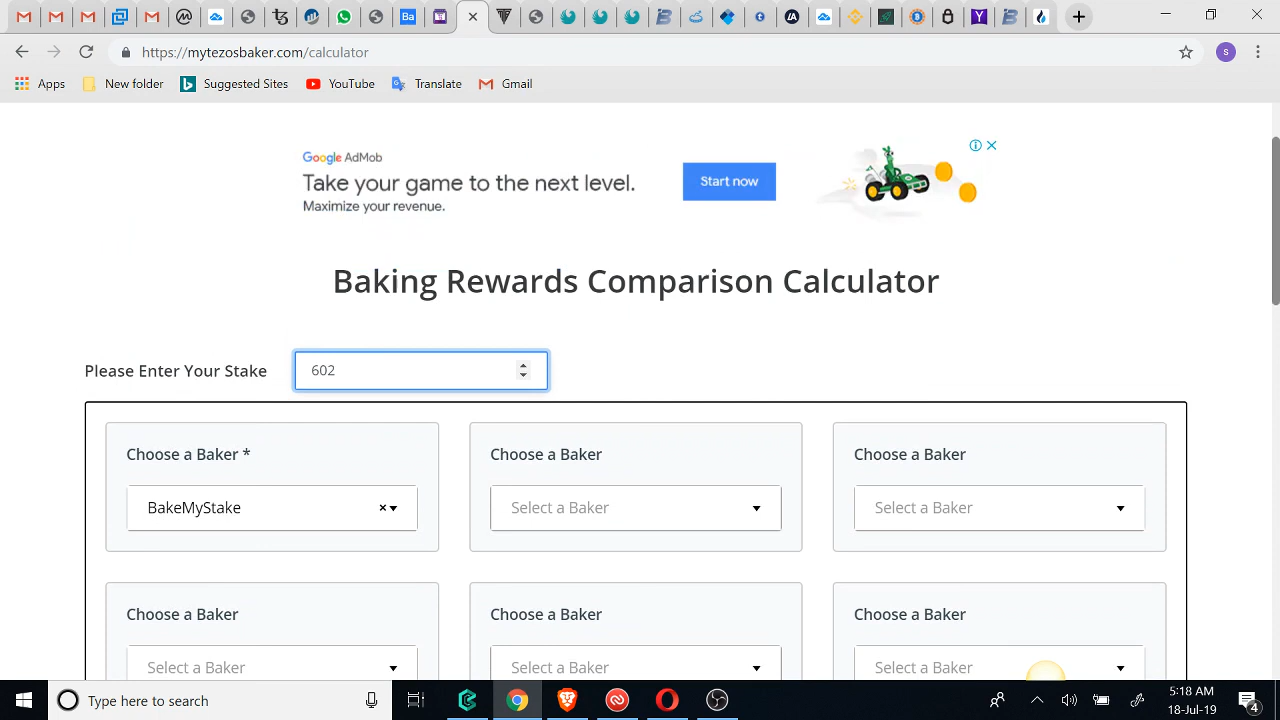 https://mytezosbaker.com/calculator
S
Apps
New folder
Suggested Sites
YouTube
Translate
Gmail
Google AdMob
Take your game to the next level.
Maximize your revenue.
Start now
Baking Rewards Comparison Calculator
Please Enter Your Stake
602
Choose a Baker *
Choose a Baker
Choose a Baker
BakeMyStake
Select a Baker
Select a Baker
Choose a Baker
Choose a Baker
Choose a Baker
Select a Baker
Select a Baker
Select a Baker
Type here to search
5:18 AM
18-Jul-19
4